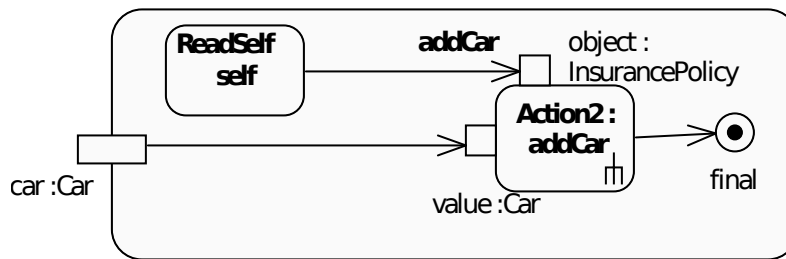 ReadSelf
self
addCar
object :
InsurancePolicy
Action2 :
addCar
car :Car
value :Car
final